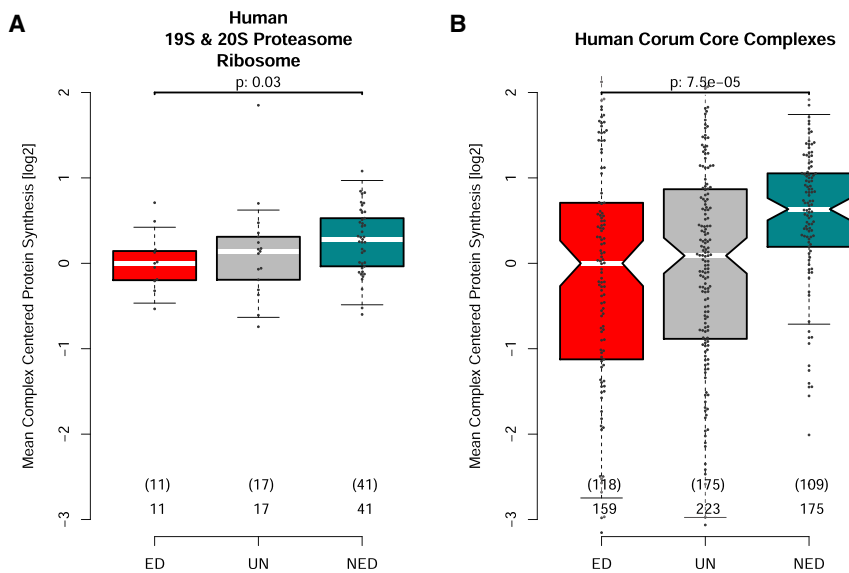 A
Human
19S & 20S Proteasome
Ribosome
p: 0.03
Mean Complex Centered Protein Synthesis [log2]
2
1
0
−1
−2
−3
(11)
(17)
(41)
11
17
41
ED
UN
NED
B
Human Corum Core Complexes
p: 7.5e−05
Mean Complex Centered Protein Synthesis [log2]
2
1
0
−1
−2
−3
(118)
(175)
(109)
159
223
175
ED
UN
NED